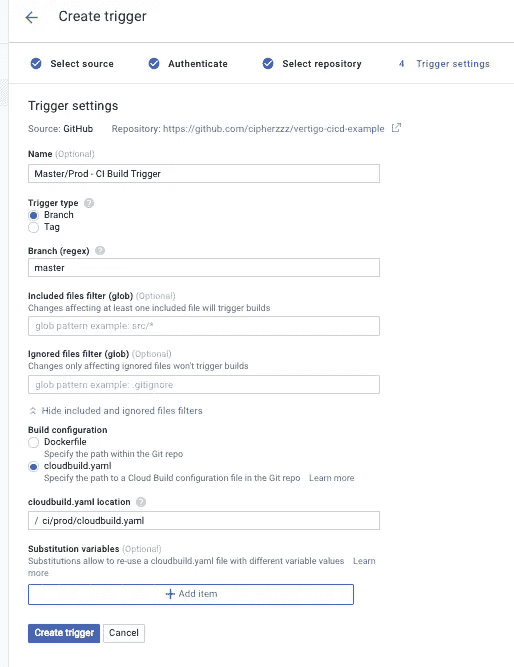 Create trigger
Select source Authenticate Select repository 4 Trigger settings
Trigger settings
Source: GitHub Repository: https://github.com/cipherzzz/vertigo-cicd-example
Name (Optional)
Master/Prod - CI Build Trigger
Trigger type ?
Branch
Tag
Branch (regex) ?
master
Included files filter (glob) (Optional)
Changes affecting at least one included file will trigger builds
glob pattern example: src/*
Ignored files filter (glob) (Optional)
Changes only affecting ignored files won't trigger builds
glob pattern example: .gitignore
Hide included and ignored files filters
Build configuration
Dockerfile
Specify the path within the Git repo
cloudbuild.yaml
Specify the path to a Cloud Build configuration file in the Git repo Learn more
cloudbuild.yaml location ?
/ ci/prod/cloudbuild.yaml
Substitution variables (Optional)
Substitutions allow to re-use a cloudbuild.yaml file with different variable values Learn
more
+ Add item
Create trigger Cancel